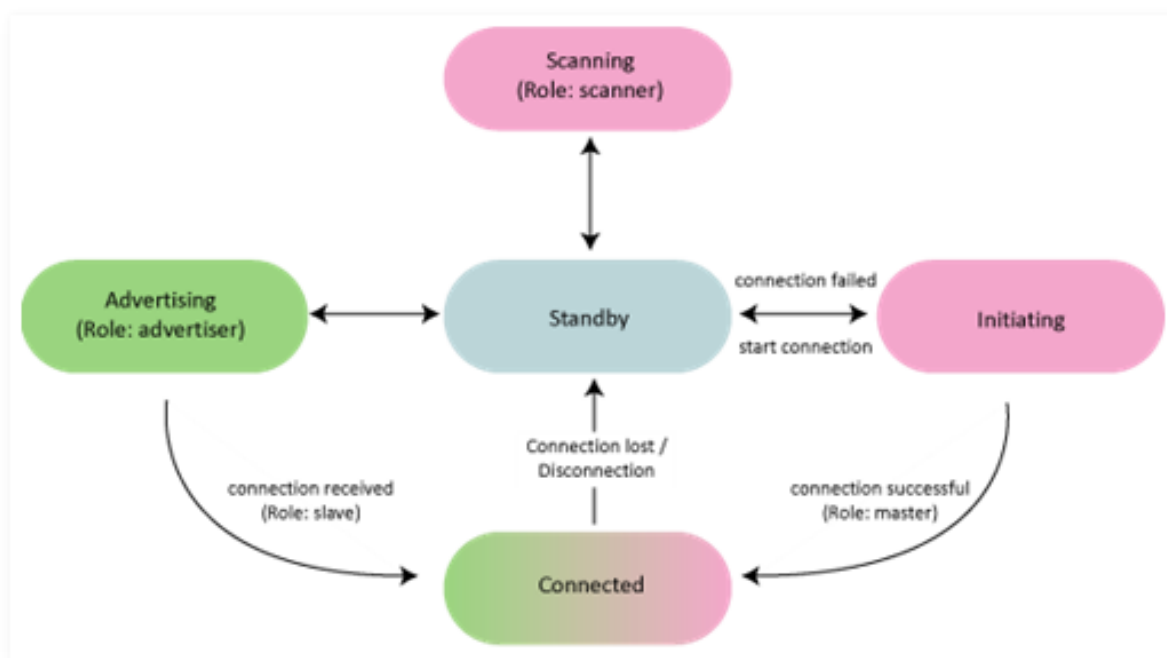 Scanning
(Role: scanner)
Advertising
(Role: advertiser)
Standby
connection failed
start connection
Initiating
Connection lost /
Disconnection
connection received
(Role: slave)
connection successful
(Role: master)
Connected